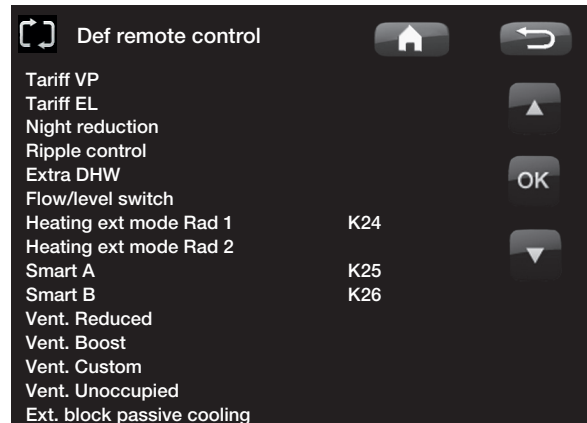 Def remote control
Tariff VP
Tariff EL
Night reduction
Ripple control
Extra DHW
OK
Flow/level switch
Heating ext mode Rad 1 K24
Heating ext mode Rad 2
Smart A K25
Smart B K26
Vent. Reduced
Vent. Boost
Vent. Custom
Vent. Unoccupied
Ext. block passive cooling